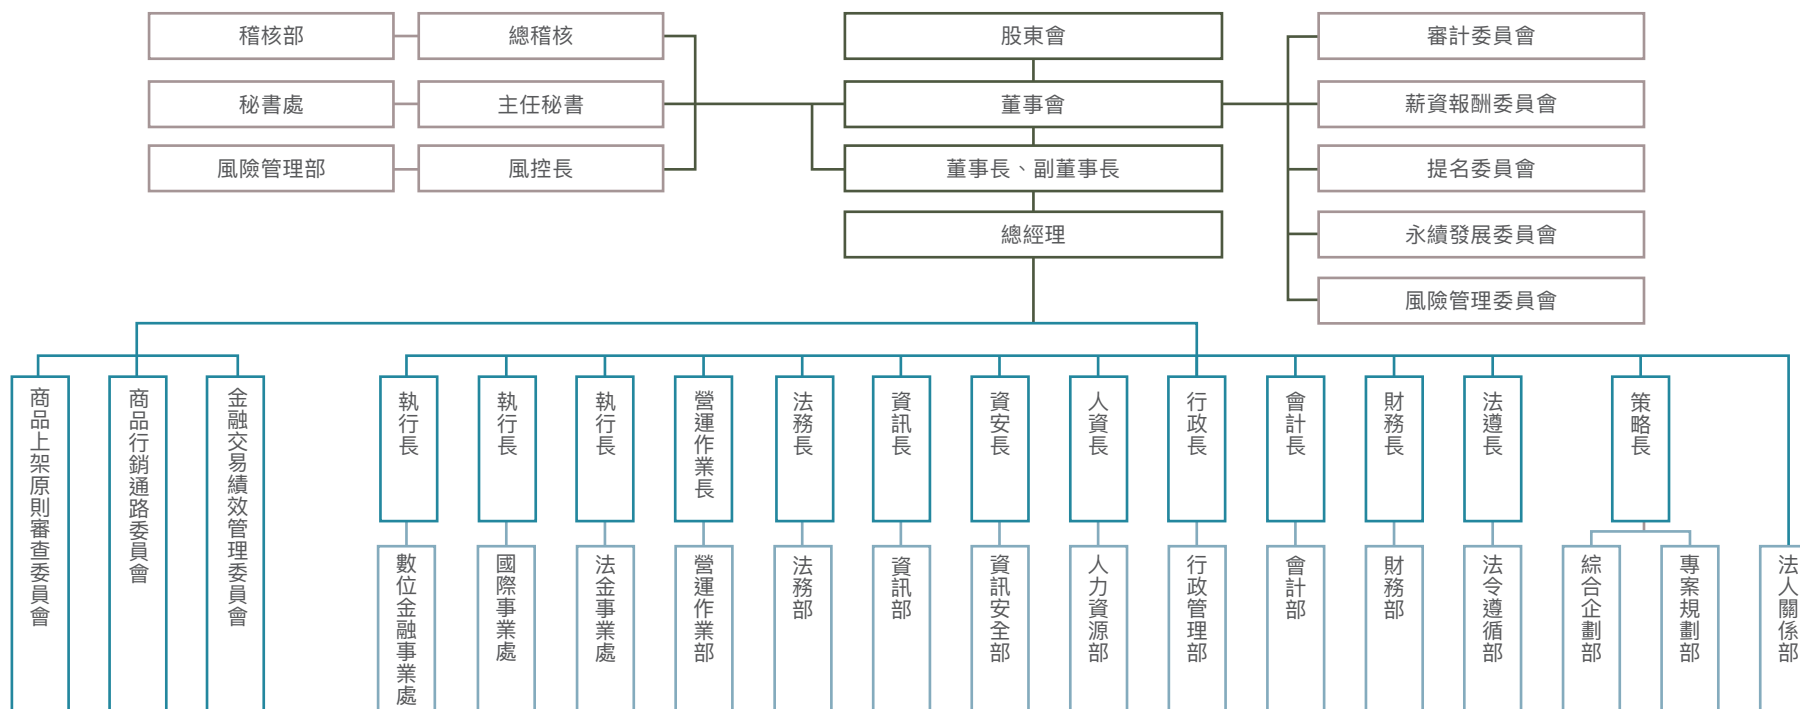 稽核部
總稽核
股東會
審計委員會
秘書處
主任秘書
董事會
薪資報酬委員會
風險管理部
風控長
董事長、副董事長
提名委員會
總經理
永續發展委員會
風險管理委員會
商品上架原則審查委員會
商品行銷通路委員會
金融交易績效管理委員會
執行長
執行長
執行長
營運作業長
法務長
資訊長
資安長
人資長
行政長
會計長
財務長
法遵長
策略長
數位金融事業處
國際事業處
法金事業處
營運作業部
法務部
資訊部
資訊安全部
人力資源部
行政管理部
會計部
財務部
法令遵循部
綜合企劃部
專案規劃部
法人關係部